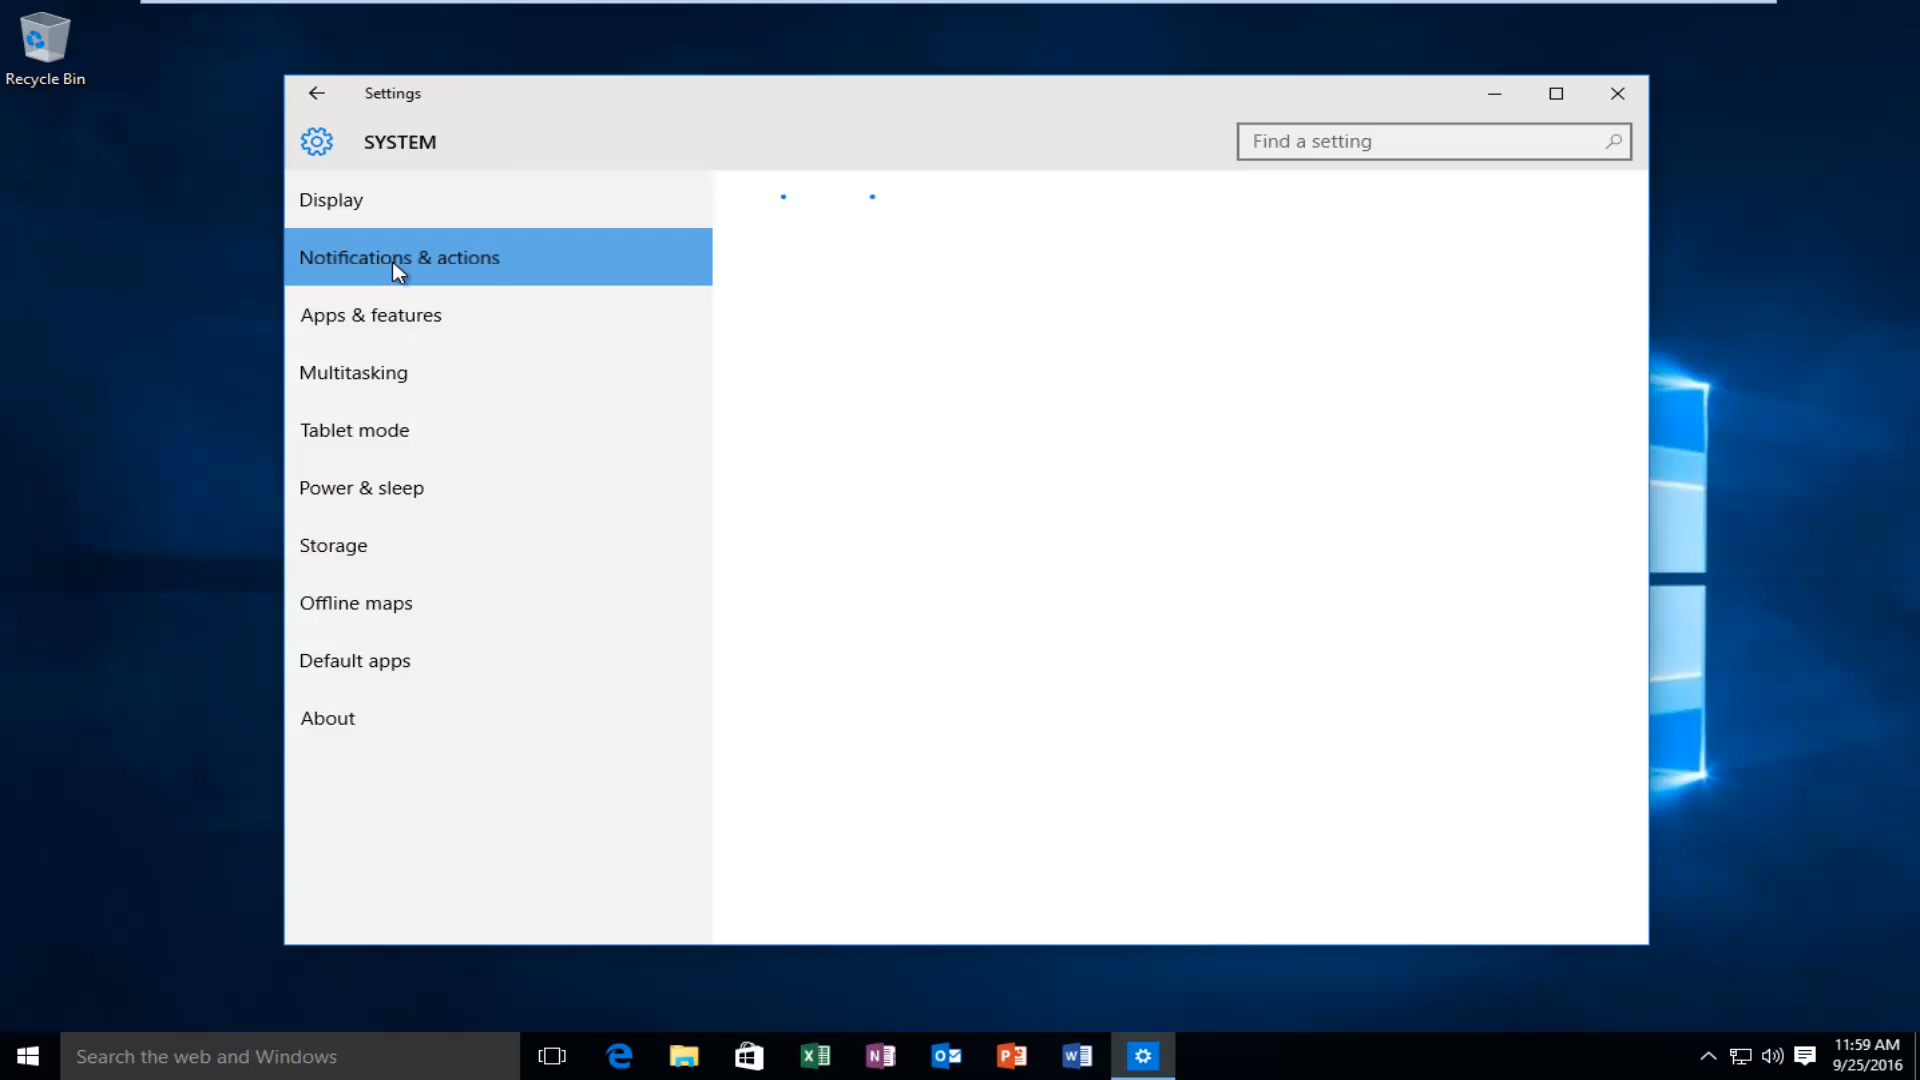 Recycle Bin
Settings
SYSTEM
Find a setting
Display
Notifications & actions
Apps & features
Multitasking
Tablet mode
Power & sleep
Storage
Offline maps
Default apps
About
Search the web and Windows
11:59 AM
9/25/2016